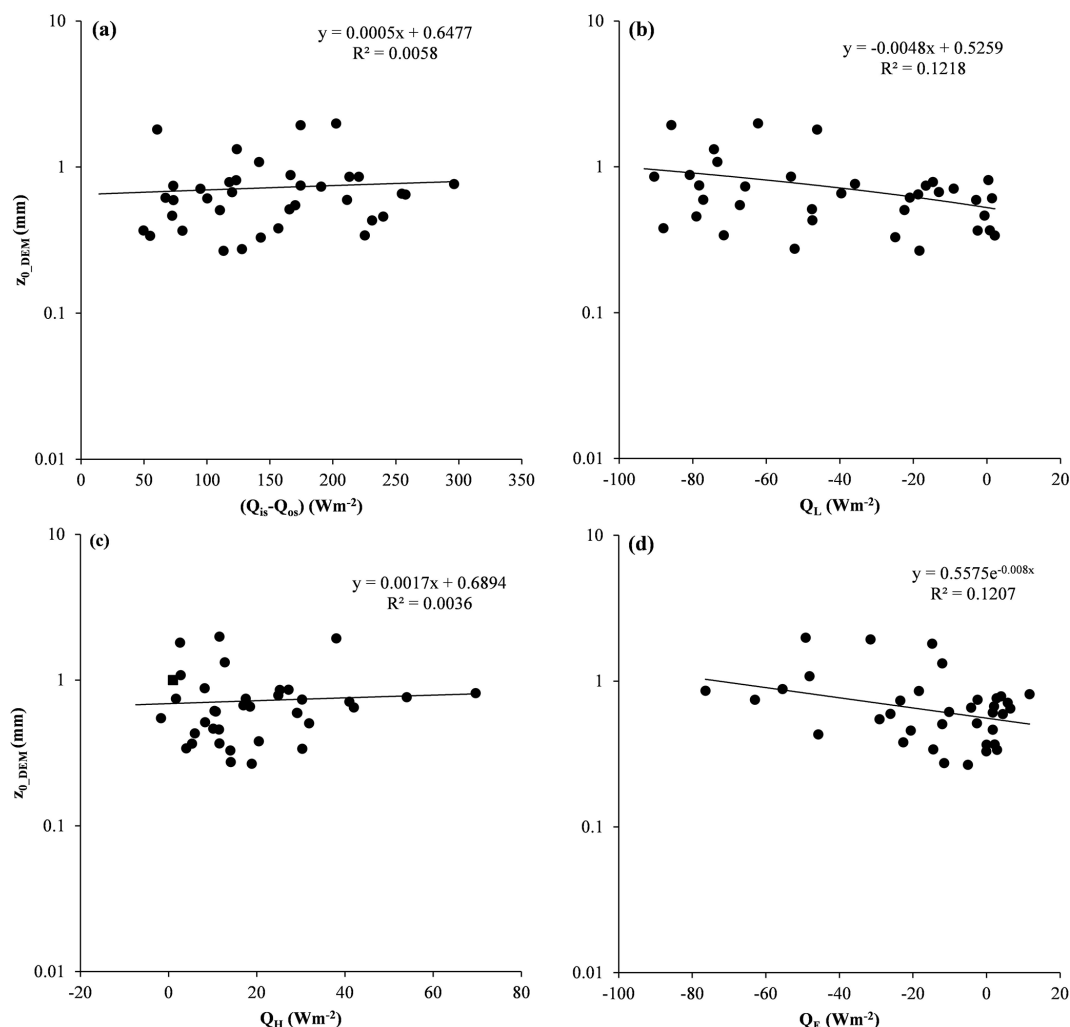 (a)
y = 0.0005x + 0.6477
R² = 0.0058
10
1
0.1
0.01
z₀_DEM (mm)
0 50 100 150 200 250 300 350
(Qis-Qos) (Wm⁻²)
(b)
y = -0.0048x + 0.5259
R² = 0.1218
10
1
0.1
0.01
-100 -80 -60 -40 -20 0 20
QL (Wm⁻²)
(c)
y = 0.0017x + 0.6894
R² = 0.0036
10
1
0.1
0.01
z₀_DEM (mm)
-20 0 20 40 60 80
QH (Wm⁻²)
(d)
y = 0.5575e⁻⁰·⁰⁰⁸ˣ
R² = 0.1207
10
1
0.1
0.01
-100 -80 -60 -40 -20 0 20
QE (Wm⁻²)